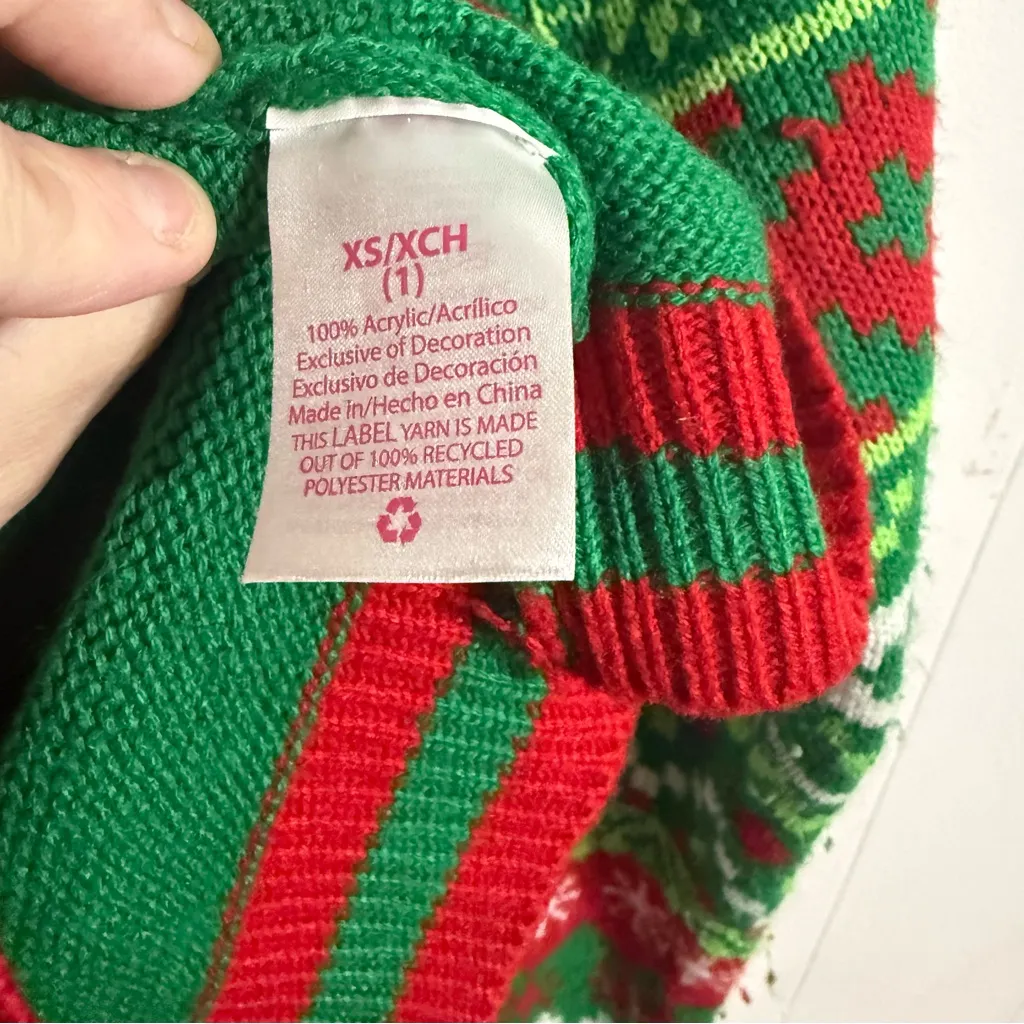 XS/XCH
(1)
100% Acrylic/Acrílico
Exclusive of Decoration
Exclusivo de Decoración
Made in/Hecho en China
THIS LABEL YARN IS MADE
OUT OF 100% RECYCLED
POLYESTER MATERIALS